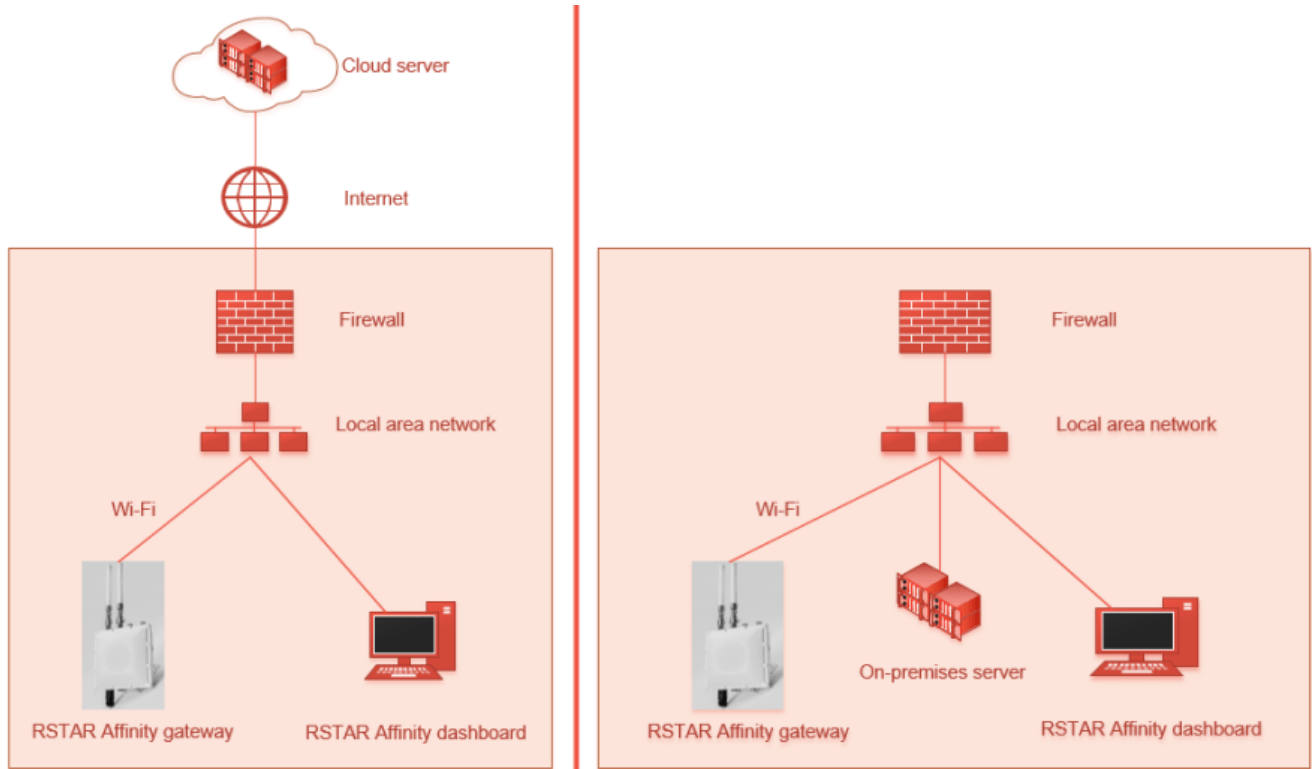 Cloud server
Internet
Firewall
Local area network
Wi-Fi
RSTAR Affinity gateway
RSTAR Affinity dashboard
Firewall
Local area network
Wi-Fi
On-premises server
RSTAR Affinity gateway
RSTAR Affinity dashboard